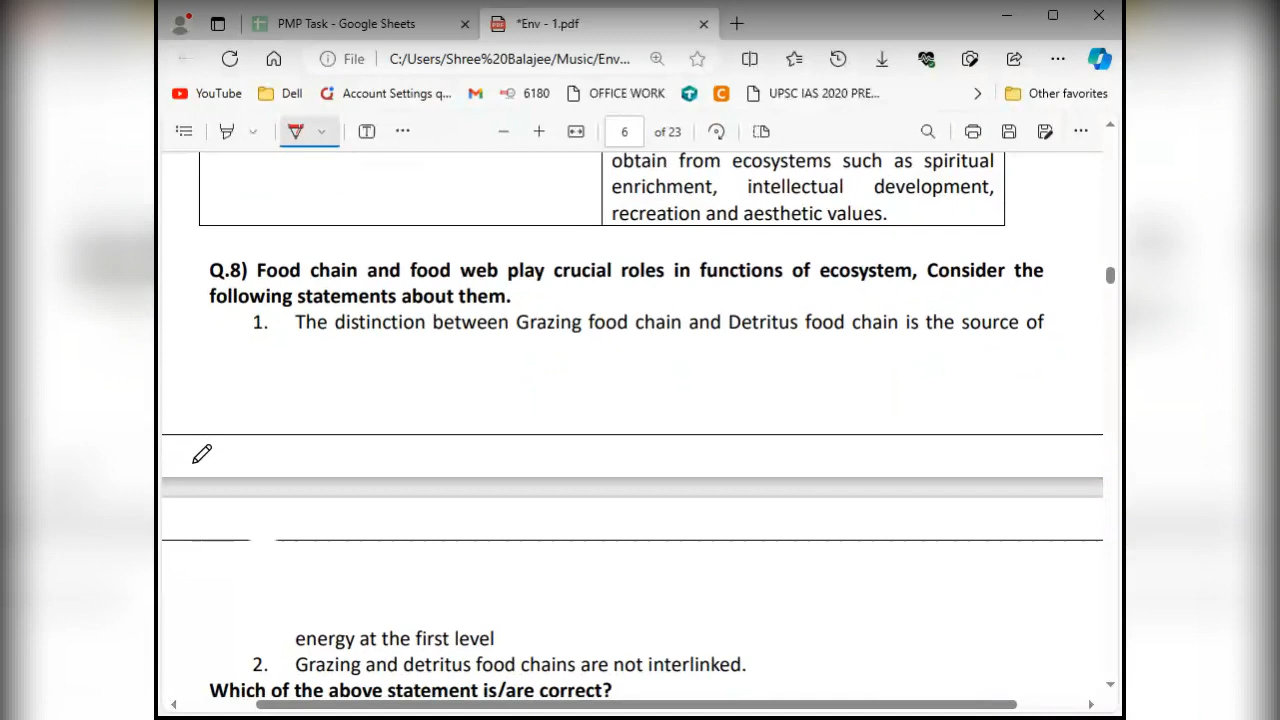 PMP Task - Google Sheets
*Env - 1.pdf
File
C:/Users/Shree%20Balajee/Music/Env...
YouTube
Dell
Account Settings q...
6180
OFFICE WORK
UPSC IAS 2020 PRE...
Other favorites
6 of 23
obtain from ecosystems such as spiritual
enrichment, intellectual development,
recreation and aesthetic values.
Q.8) Food chain and food web play crucial roles in functions of ecosystem, Consider the
following statements about them.
1. The distinction between Grazing food chain and Detritus food chain is the source of
energy at the first level
2. Grazing and detritus food chains are not interlinked.
Which of the above statement is/are correct?